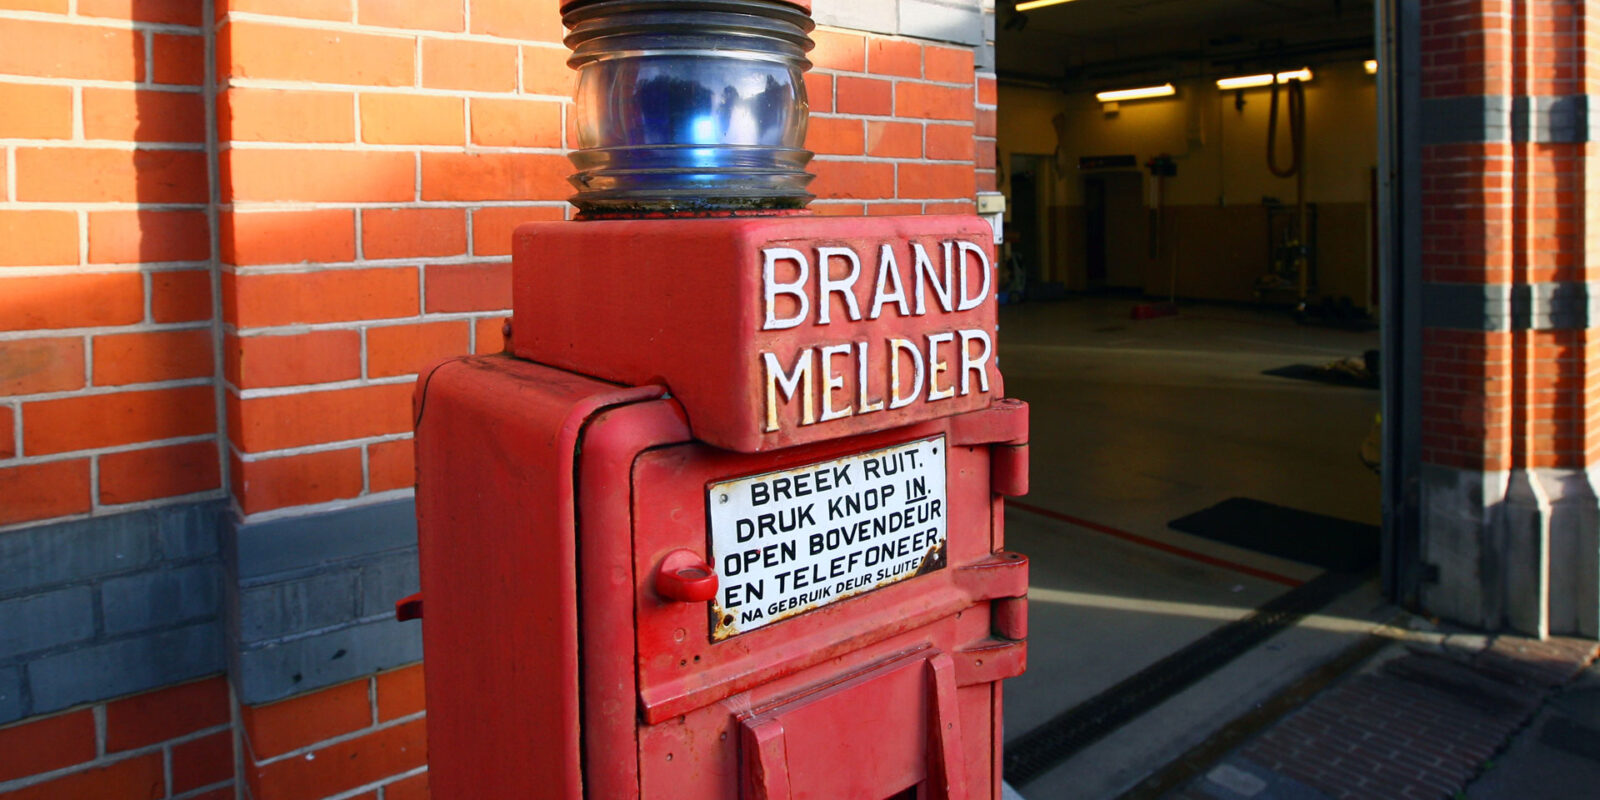 BRAND
MELDER
BREEK RUIT.
DRUK KNOP IN.
OPEN BOVENDEUR
EN TELEFONEER.
NA GEBRUIK DEUR SLUITEN